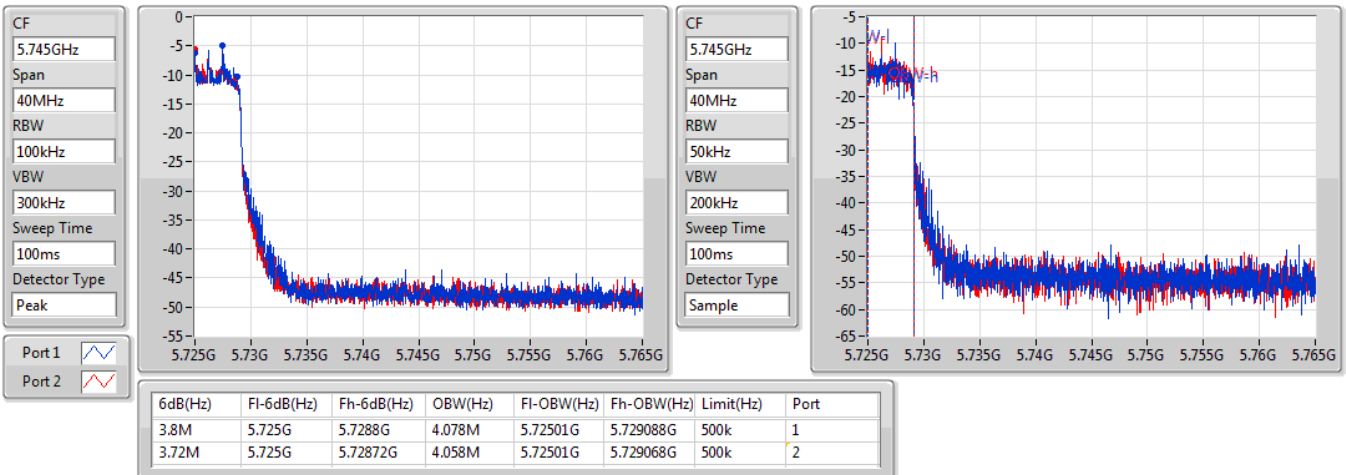 CF
5.745GHz
Span
40MHz
RBW
100kHz
VBW
300kHz
Sweep Time
100ms
Detector Type
Peak
Port 1
Port 2
0
-5
-10
-15
-20
-25
-30
-35
-40
-45
-50
-55
5.725G 5.73G 5.735G 5.74G 5.745G 5.75G 5.755G 5.76G 5.765G
CF
5.745GHz
Span
40MHz
RBW
50kHz
VBW
200kHz
Sweep Time
100ms
Detector Type
Sample
-5
-10
-15
-20
-25
-30
-35
-40
-45
-50
-55
-60
-65
5.725G 5.73G 5.735G 5.74G 5.745G 5.75G 5.755G 5.76G 5.765G
6dB(Hz) Fl-6dB(Hz) Fh-6dB(Hz) OBW(Hz) Fl-OBW(Hz) Fh-OBW(Hz) Limit(Hz) Port
3.8M 5.725G 5.7288G 4.078M 5.72501G 5.729088G 500k 1
3.72M 5.725G 5.72872G 4.058M 5.72501G 5.729068G 500k 2